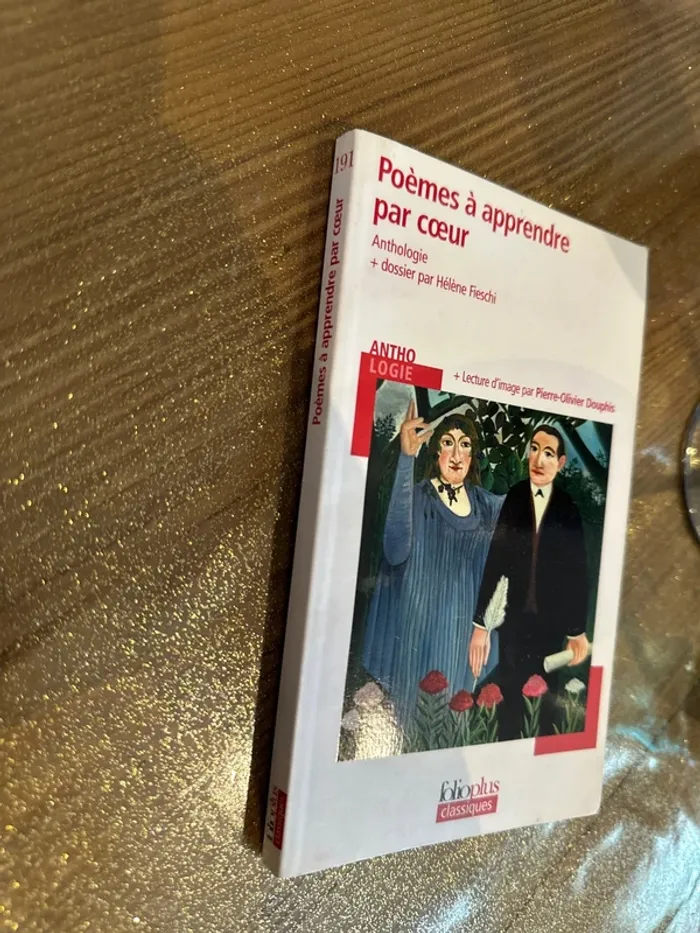 191
Poèmes à apprendre par cœur
Poèmes à apprendre
par cœur
Anthologie
+ dossier par Hélène Fieschi
ANTHO
LOGIE
+ Lecture d'image par Pierre-Olivier Douphis
folioplus
classiques